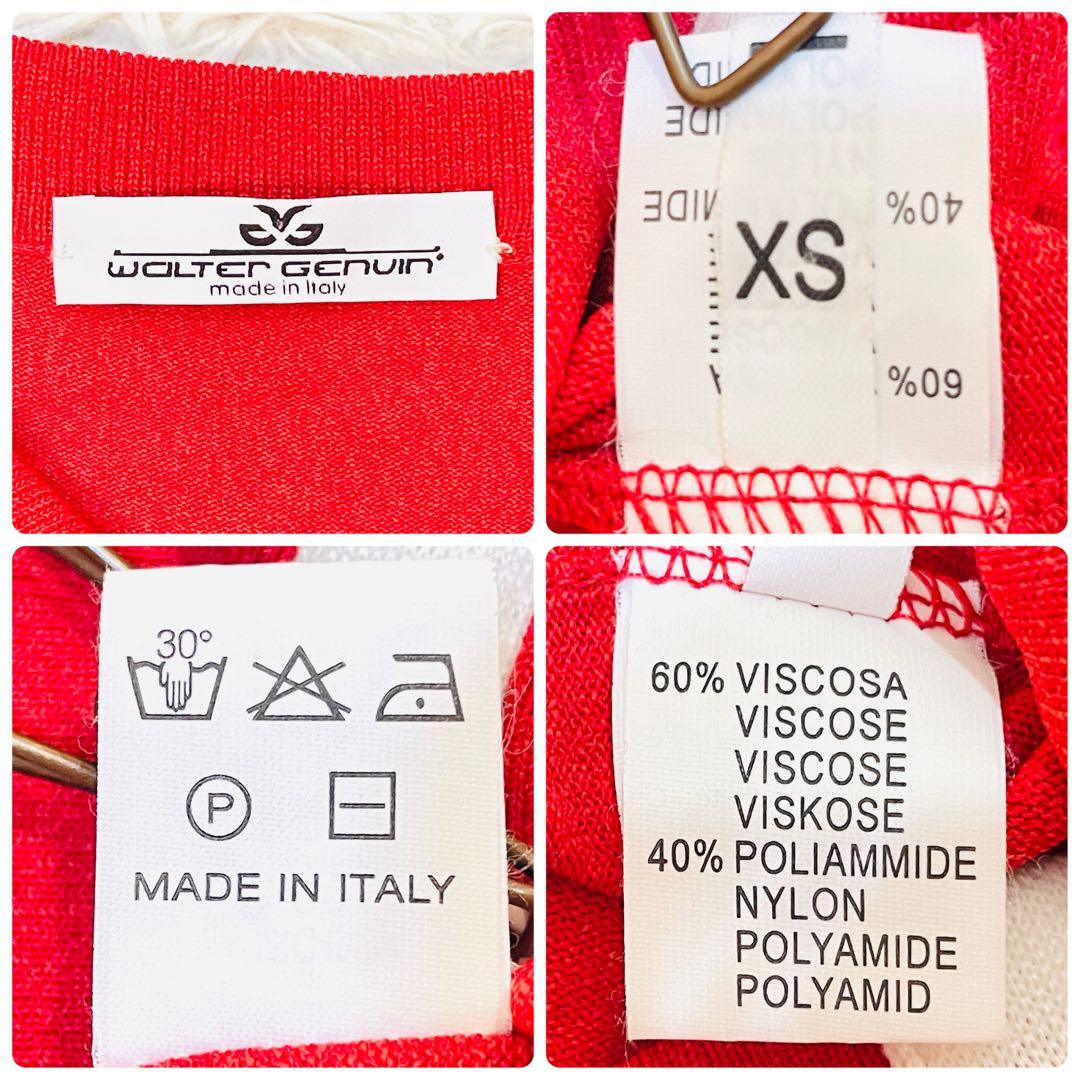 WALTER GENUIN
made in Italy
XS
40%
60%
30°
P
MADE IN ITALY
60% VISCOSA
VISCOSE
VISCOSE
VISKOSE
40% POLIAMMIDE
NYLON
POLYAMIDE
POLYAMID